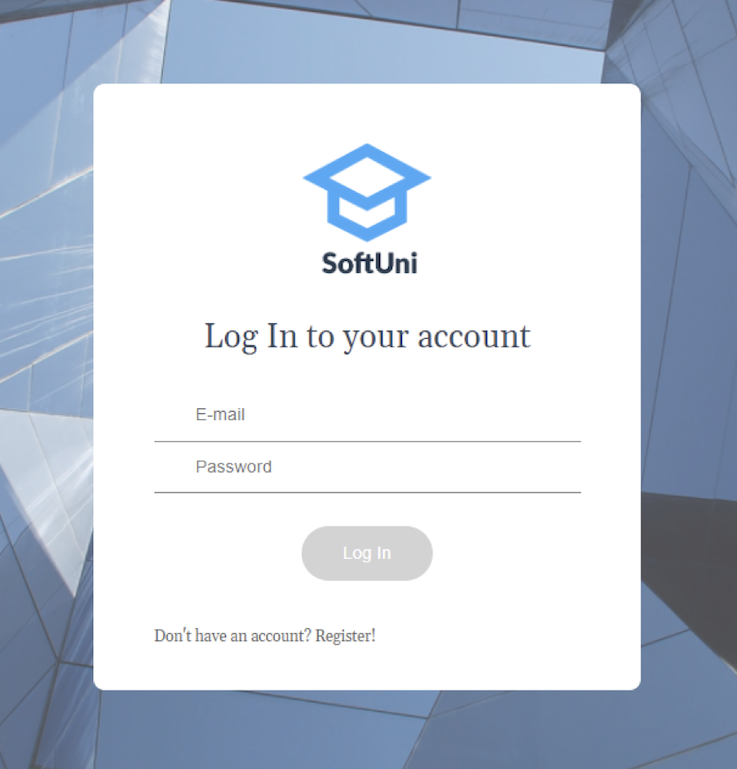 SoftUni
Log In to your account
E-mail
Password
Log In
Don't have an account? Register!